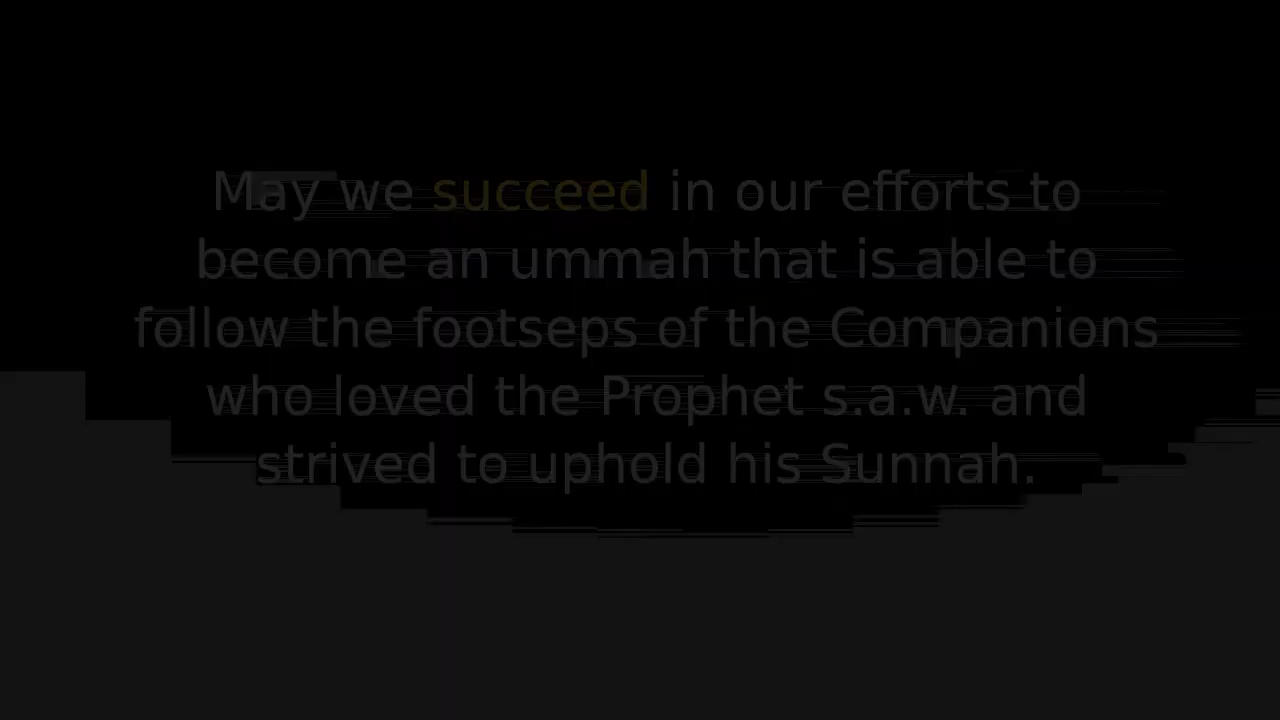 May we succeed in our efforts to
become an ummah that is able to
follow the footseps of the Companions
who loved the Prophet s.a.w. and
strived to uphold his Sunnah.